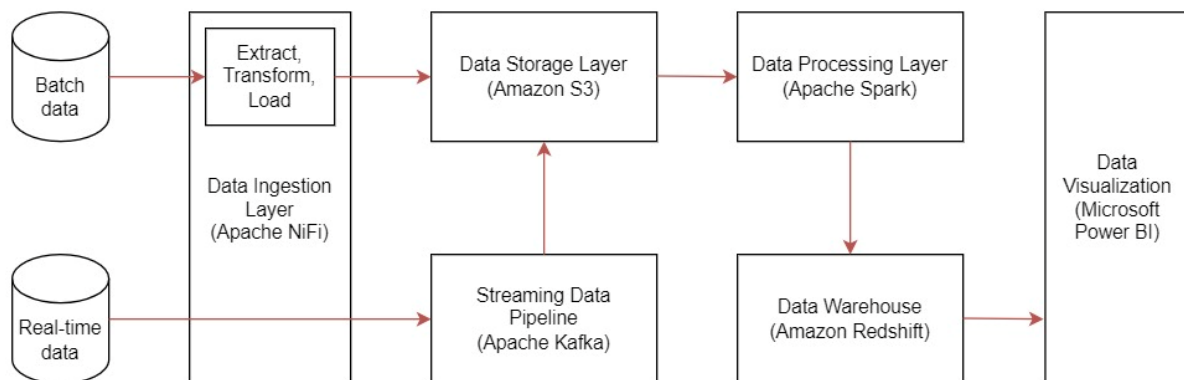 Batch
data
Extract,
Transform,
Load
Data Storage Layer
(Amazon S3)
Data Processing Layer
(Apache Spark)
Data Ingestion
Layer
(Apache NiFi)
Data
Visualization
(Microsoft
Power BI)
Real-time
data
Streaming Data
Pipeline
(Apache Kafka)
Data Warehouse
(Amazon Redshift)